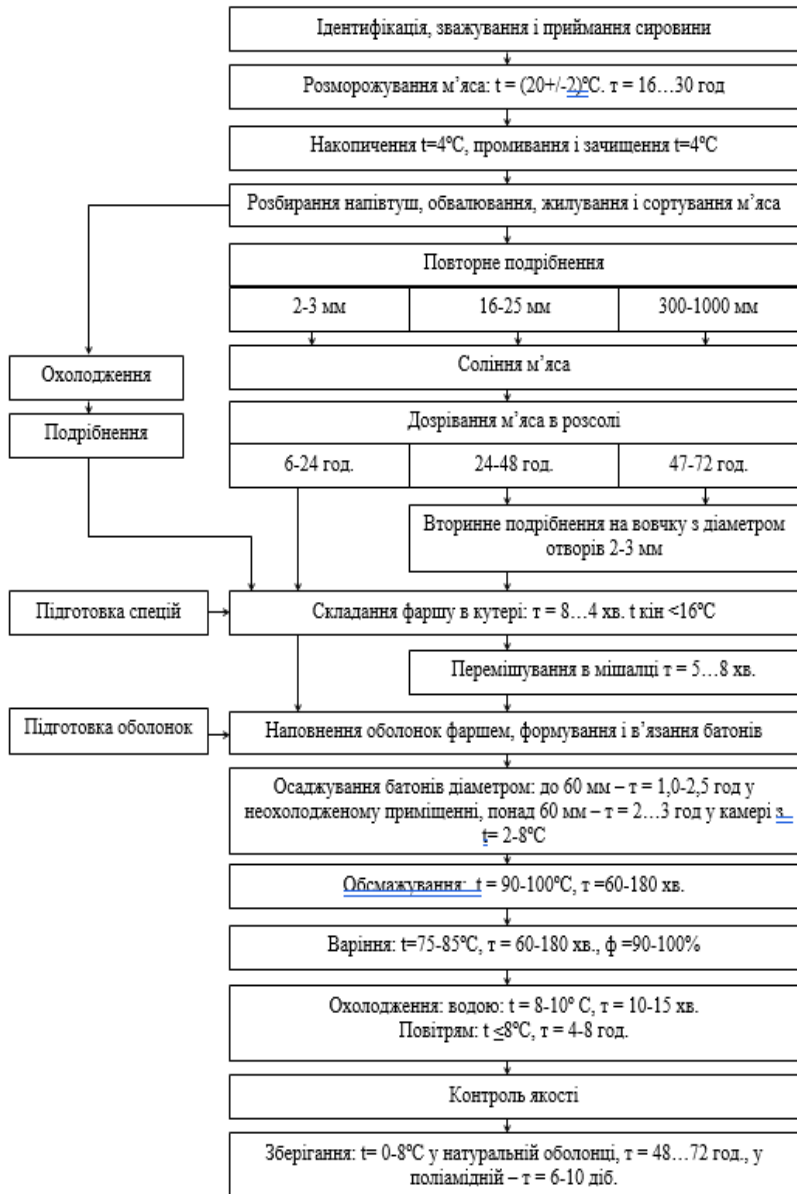 Ідентифікація, зважування і приймання сировини
Розморожування м’яса: t = (20+/-2)ºС. τ = 16…30 год
Накопичення t=4ºС, промивання і зачищення t=4ºС
Розбирання напівтуш, обвалювання, жилування і сортування м’яса
Повторне подрібнення
2-3 мм
16-25 мм
300-1000 мм
Охолодження
Соління м’яса
Подрібнення
Дозрівання м’яса в розсолі
6-24 год.
24-48 год.
47-72 год.
Вторинне подрібнення на вовчку з діаметром
отворів 2-3 мм
Підготовка спецій
Складання фаршу в кутері: τ = 8…4 хв. t кін <16ºС
Перемішування в мішалці τ = 5…8 хв.
Підготовка оболонок
Наповнення оболонок фаршем, формування і в’язання батонів
Осаджування батонів діаметром: до 60 мм – τ = 1,0-2,5 год у
неохолодженому приміщенні, понад 60 мм – τ = 2…3 год у камері з
t= 2-8ºС
Обсмажування: t = 90-100ºС, τ =60-180 хв.
Варіння: t=75-85ºС, τ = 60-180 хв., ф =90-100%
Охолодження: водою: t = 8-10º С, τ = 10-15 хв.
Повітрям: t ≤8ºС, τ = 4-8 год.
Контроль якості
Зберігання: t= 0-8ºС у натуральній оболонці, τ = 48…72 год., у
поліамідній – τ = 6-10 діб.